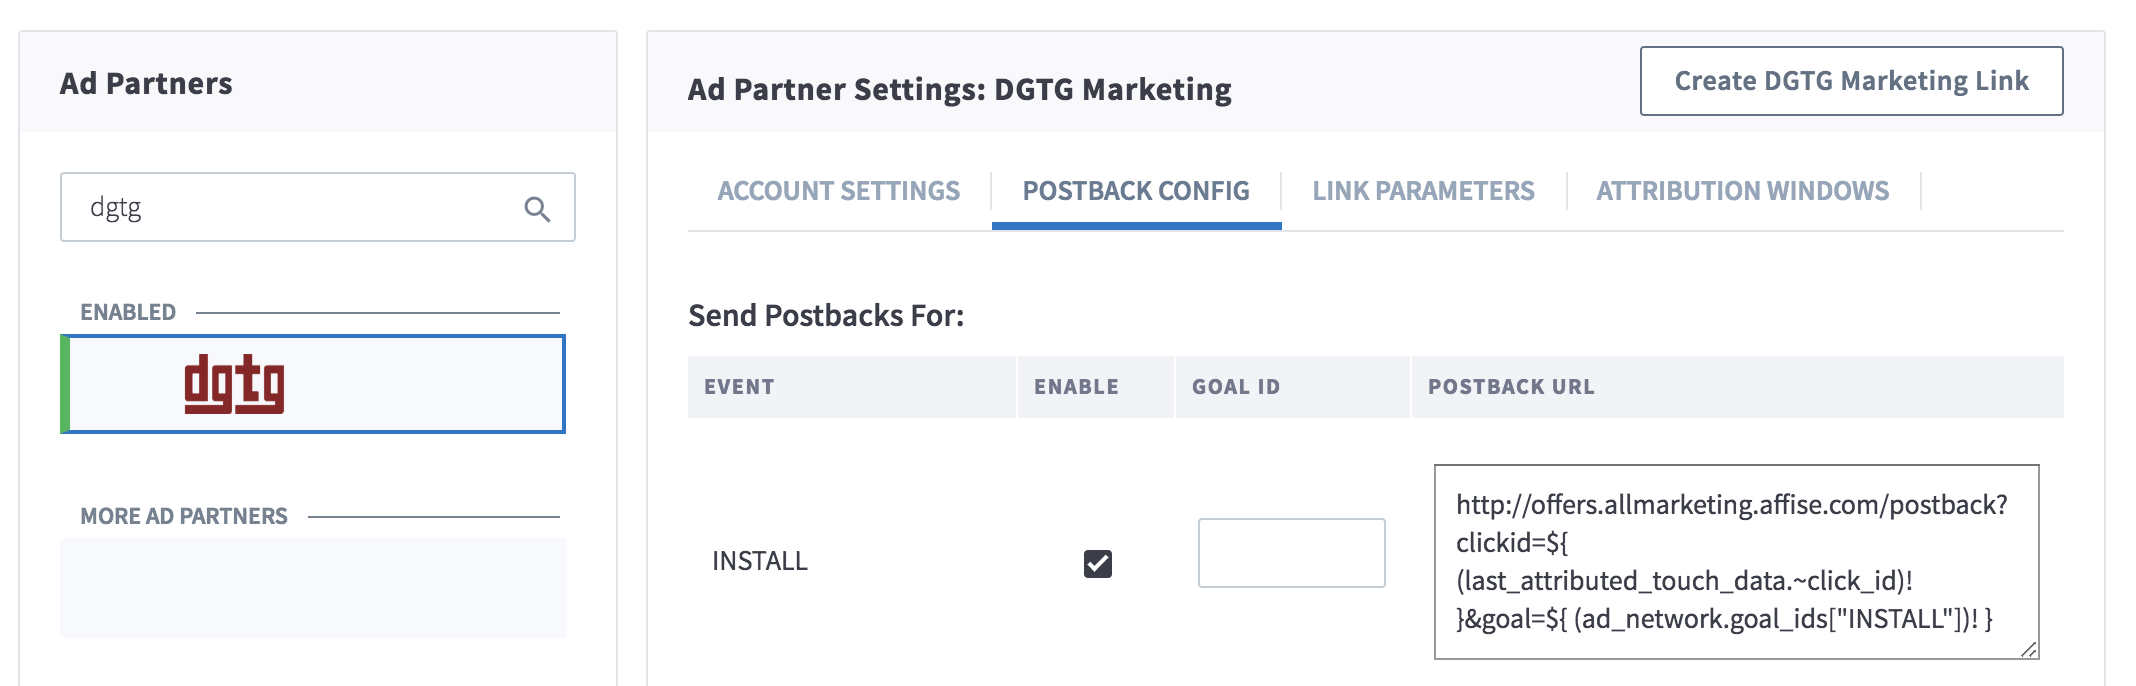 Ad Partners
dgtg
ENABLED
dgtg
MORE AD PARTNERS
Ad Partner Settings: DGTG Marketing
Create DGTG Marketing Link
ACCOUNT SETTINGS
POSTBACK CONFIG
LINK PARAMETERS
ATTRIBUTION WINDOWS
Send Postbacks For:
EVENT
ENABLE
GOAL ID
POSTBACK URL
INSTALL
http://offers.allmarketing.affise.com/postback?
clickid=${
(last_attributed_touch_data.~click_id)!
}&goal=${ (ad_network.goal_ids["INSTALL"])! }